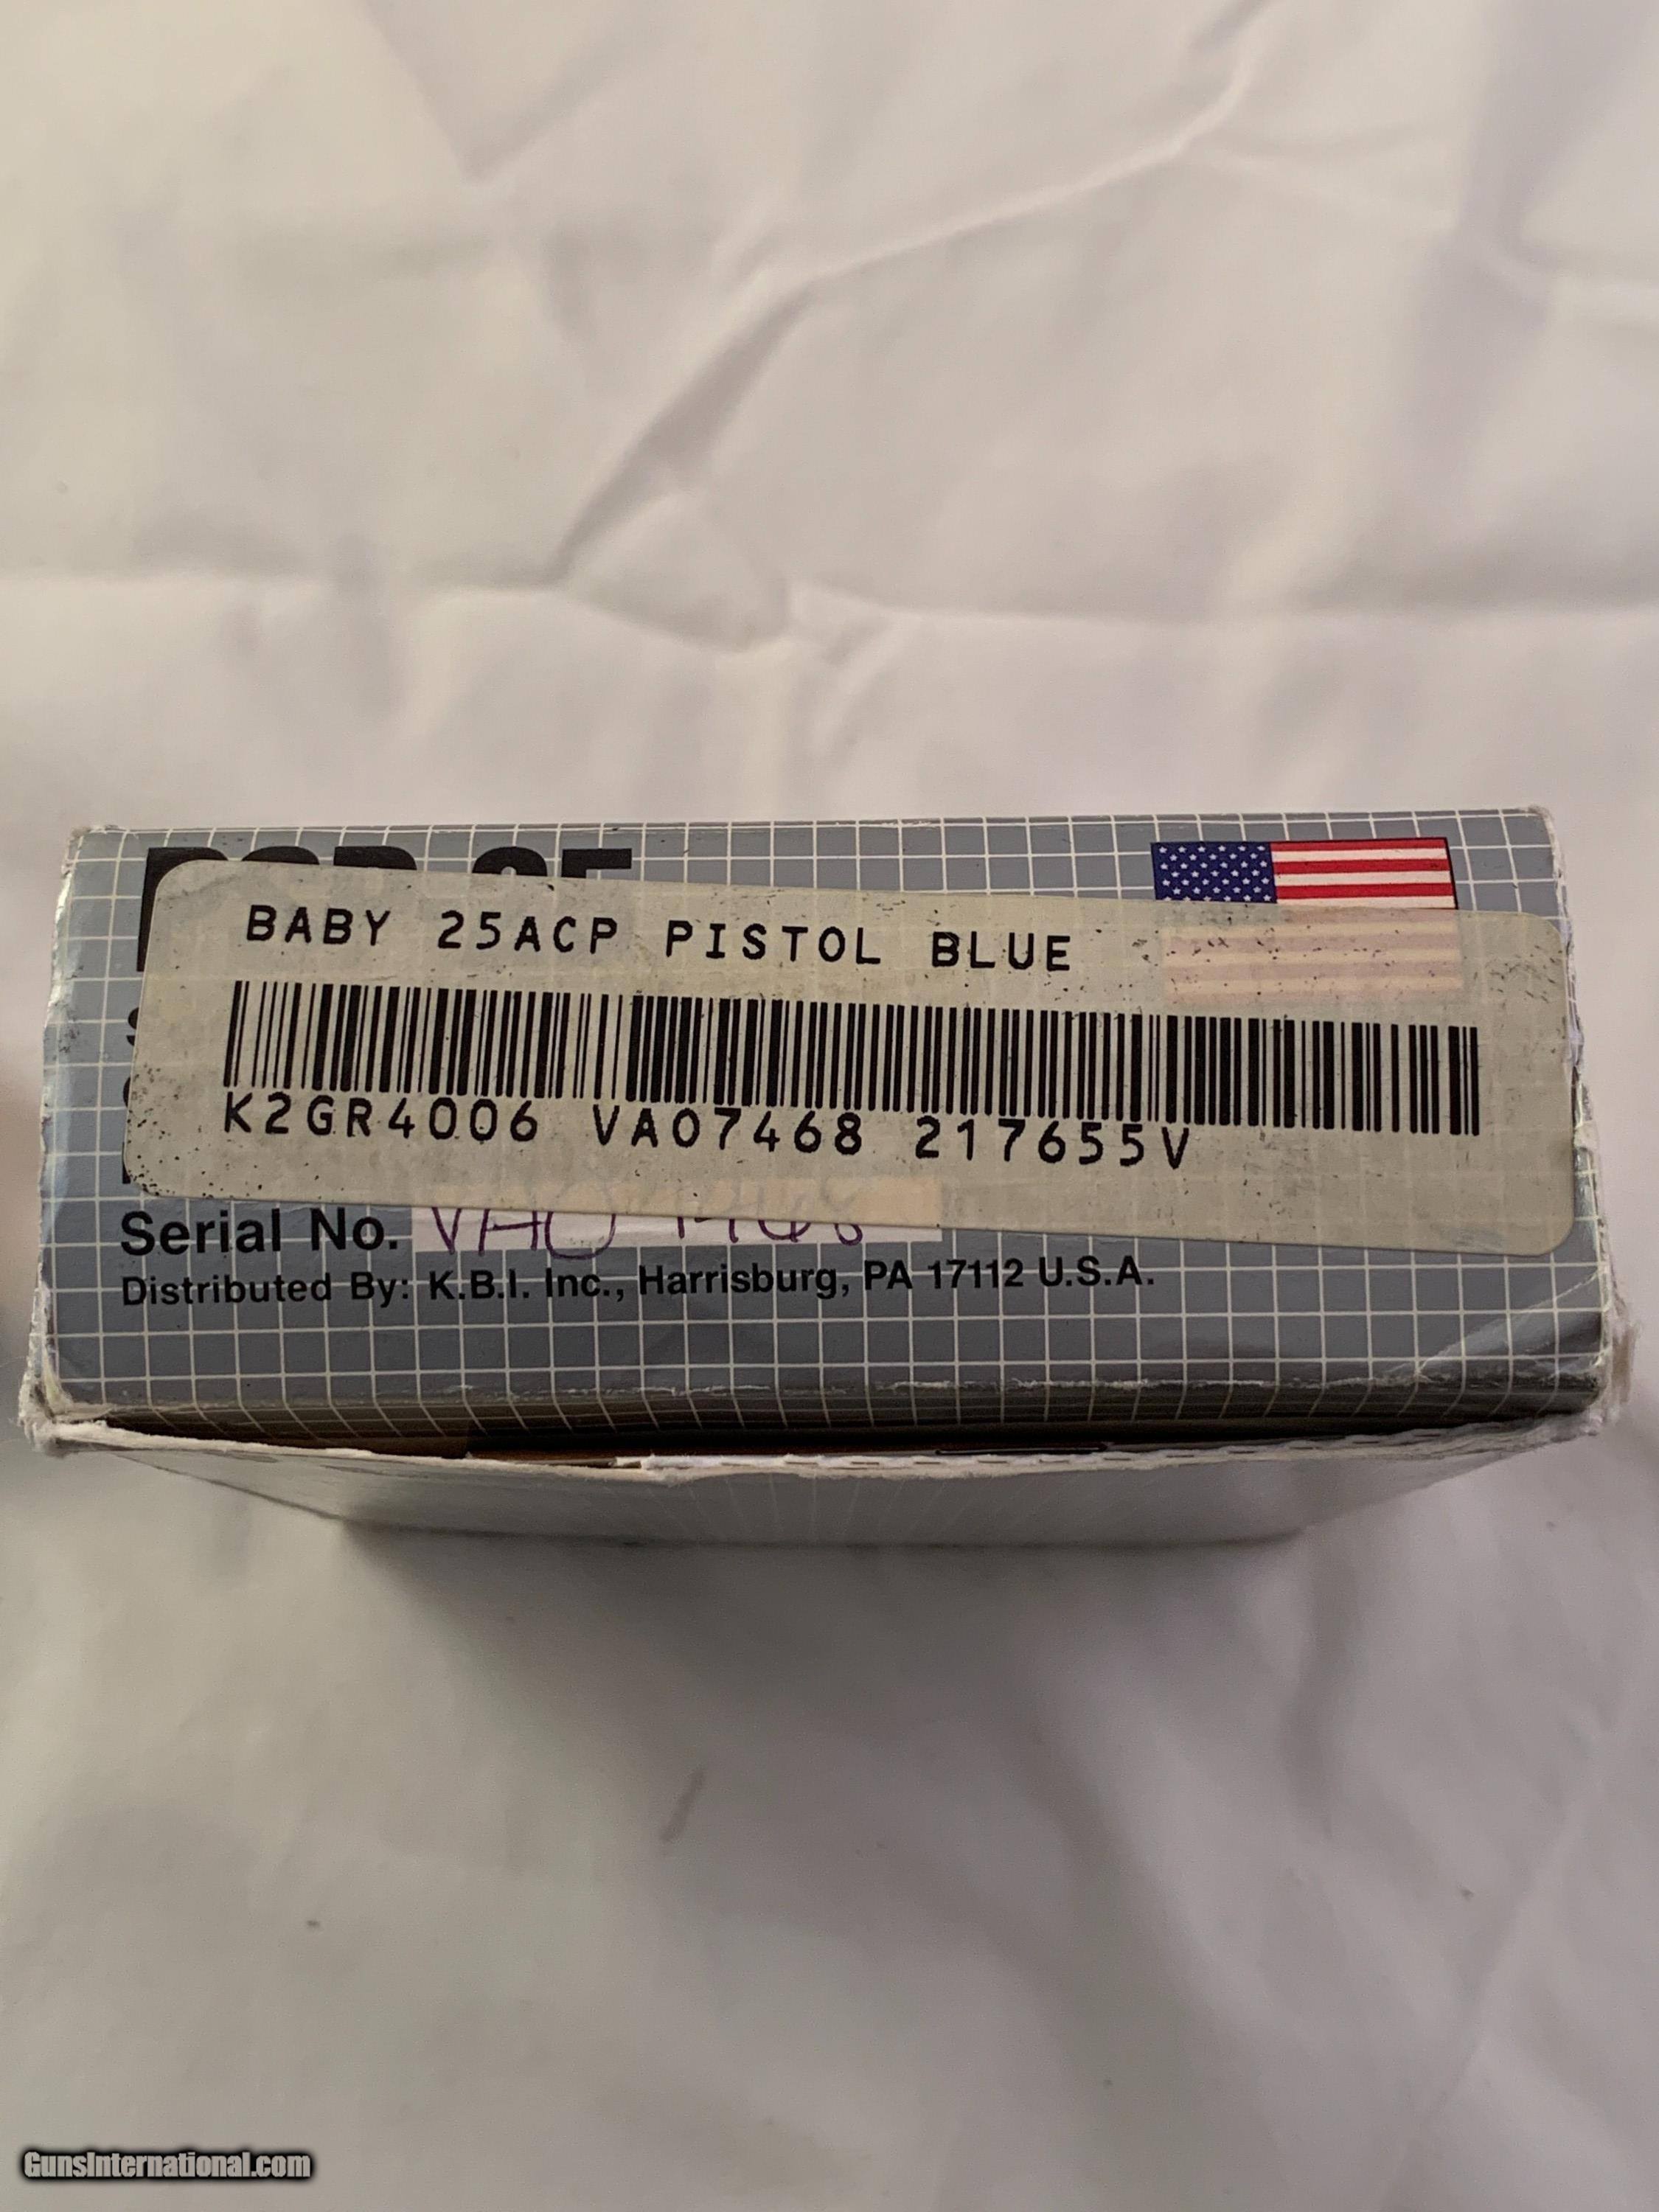 BABY 25ACP PISTOL BLUE
K2GR4006 VA07468 217655V
Serial No.
Distributed By: K.B.I. Inc., Harrisburg, PA 17112 U.S.A.
GunsInternational.com